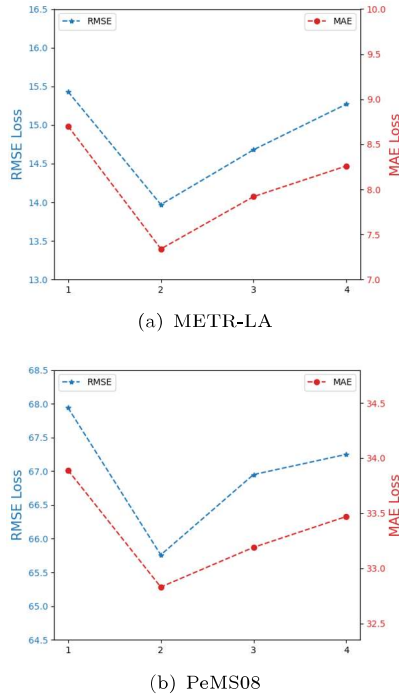 RMSE
MAE
16.5
16.0
15.5
15.0
14.5
14.0
13.5
13.0
RMSE Loss
10.0
9.5
9.0
8.5
8.0
7.5
7.0
MAE Loss
1 2 3 4
(a) METR-LA
RMSE
MAE
68.5
68.0
67.5
67.0
66.5
66.0
65.5
65.0
64.5
RMSE Loss
34.5
34.0
33.5
33.0
32.5
MAE Loss
1 2 3 4
(b) PeMS08